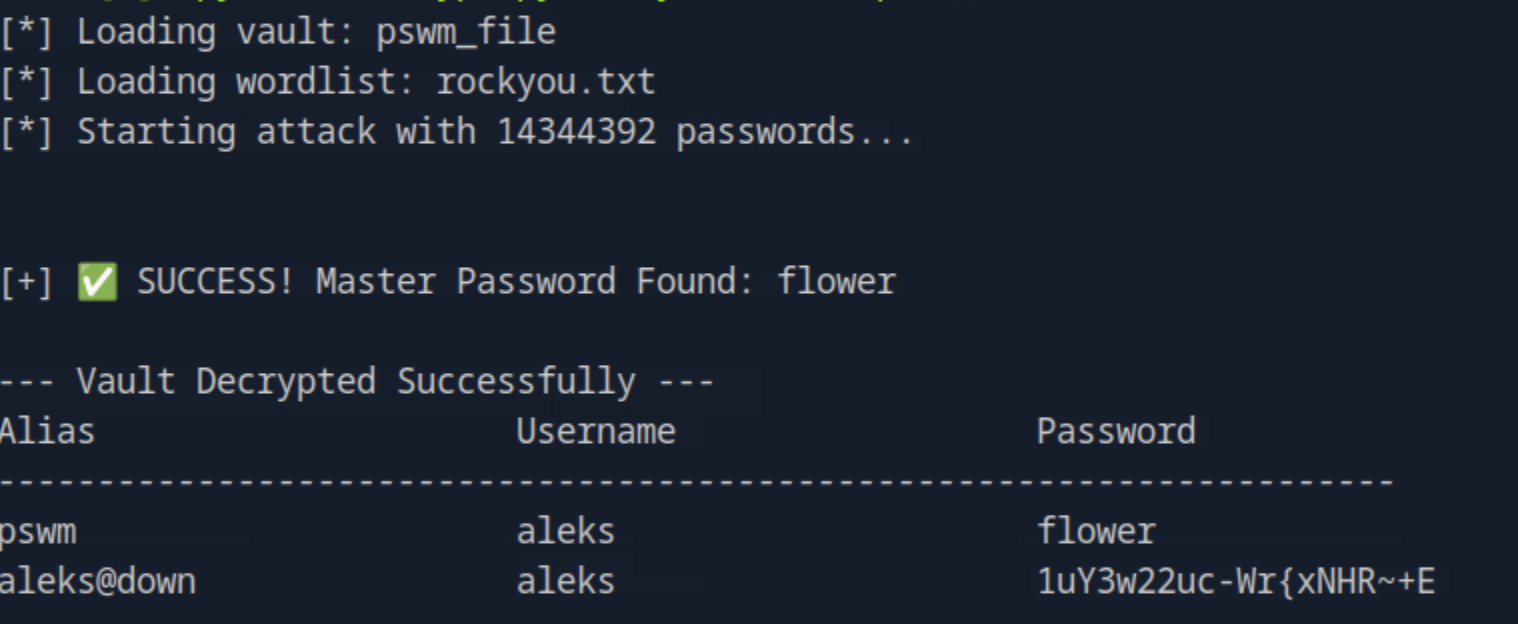 [*] Loading vault: pswm_file
[*] Loading wordlist: rockyou.txt
[*] Starting attack with 14344392 passwords...
[+] ✅ SUCCESS! Master Password Found: flower
--- Vault Decrypted Successfully ---
Alias Username Password
----------------------------------------------------------------------
pswm aleks flower
aleks@down aleks 1uY3w22uc-Wr{xNHR~+E